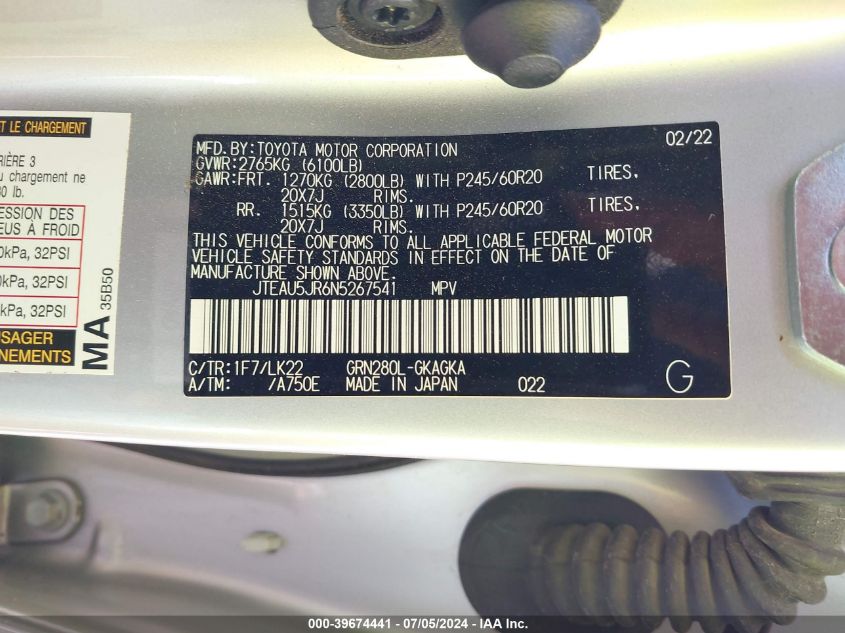 T LE CHARGEMENT
RIÈRE 3
u chargement ne
0 lb.
ESSION DES
EUS À FROID
0kPa, 32PSI
0kPa, 32PSI
kPa, 32PSI
SAGER
NEMENTS
MA 35B50
MFD.BY:TOYOTA MOTOR CORPORATION 02/22
GVWR:2765KG (6100LB)
GAWR:FRT. 1270KG (2800LB) WITH P245/60R20 TIRES,
20X7J RIMS.
RR. 1515KG (3350LB) WITH P245/60R20 TIRES,
20X7J RIMS.
THIS VEHICLE CONFORMS TO ALL APPLICABLE FEDERAL MOTOR
VEHICLE SAFETY STANDARDS IN EFFECT ON THE DATE OF
MANUFACTURE SHOWN ABOVE.
JTEAU5JR6N5267541 MPV
C/TR:1F7/LK22 GRN280L-GKAGKA
A/TM: /A750E MADE IN JAPAN 022 G
000-39674441 - 07/05/2024 - IAA Inc.